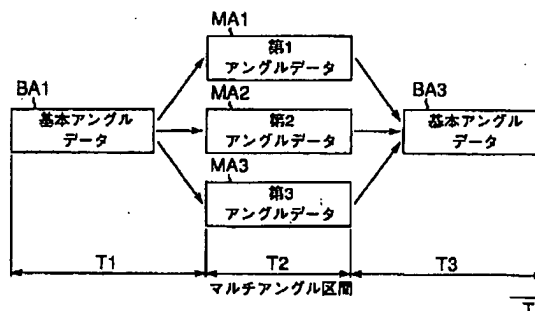 MA1
第1
アングルデータ
BA1
基本アングル
データ
MA2
第2
アングルデータ
BA3
基本アングル
データ
MA3
第3
アングルデータ
T1
T2
T3
マルチアングル区間